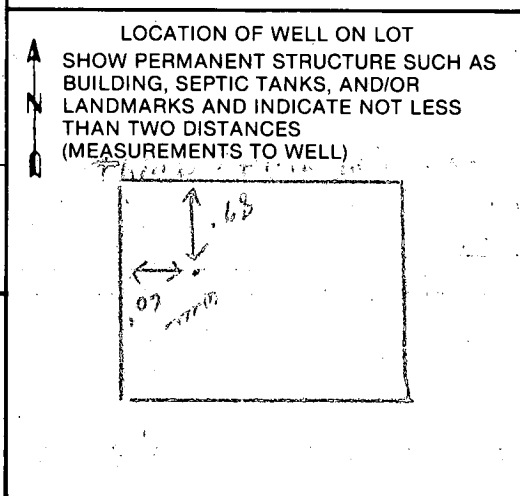 LOCATION OF WELL ON LOT
SHOW PERMANENT STRUCTURE SUCH AS
BUILDING, SEPTIC TANKS, AND/OR
N LANDMARKS AND INDICATE NOT LESS
THAN TWO DISTANCES
(MEASUREMENTS TO WELL)
.68
.07